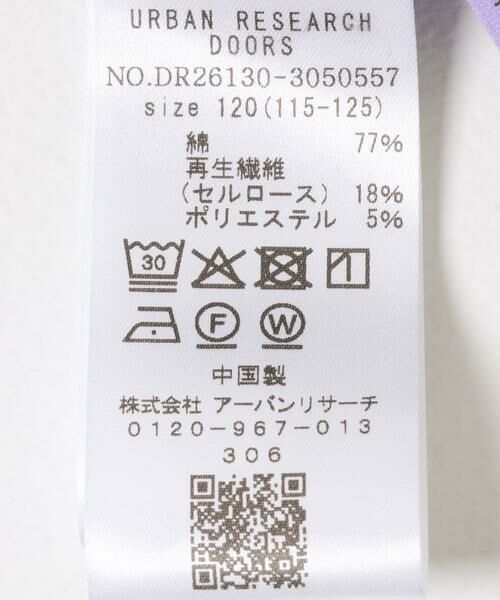 URBAN RESEARCH
DOORS
NO.DR26130-3050557
size 120(115-125)
綿 77%
再生繊維
(セルロース) 18%
ポリエステル 5%
30
F W
中国製
株式会社 アーバンリサーチ
0120-967-013
306